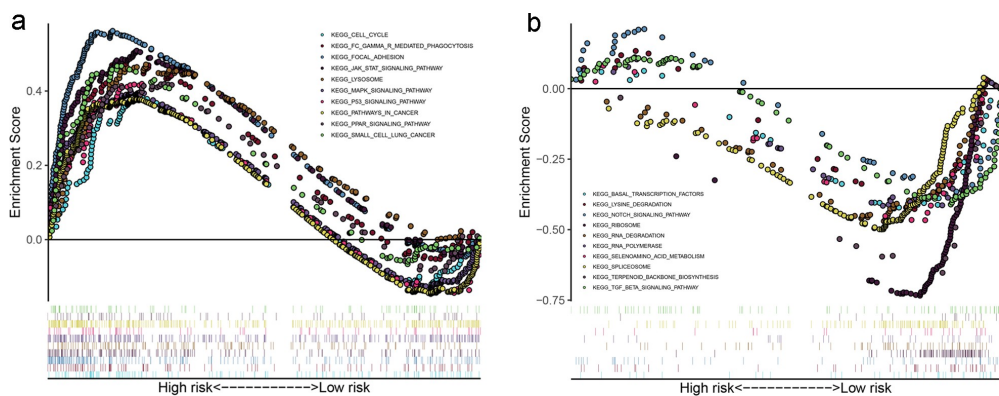 a
Enrichment Score
0.4
0.2
0.0
KEGG_CELL_CYCLE
KEGG_FC_GAMMA_R_MEDIATED_PHAGOCYTOSIS
KEGG_FOCAL_ADHESION
KEGG_JAK_STAT_SIGNALING_PATHWAY
KEGG_LYSOSOME
KEGG_MAPK_SIGNALING_PATHWAY
KEGG_P53_SIGNALING_PATHWAY
KEGG_PATHWAYS_IN_CANCER
KEGG_PPAR_SIGNALING_PATHWAY
KEGG_SMALL_CELL_LUNG_CANCER
High risk<------------>Low risk
b
Enrichment Score
0.00
−0.25
−0.50
−0.75
KEGG_BASAL_TRANSCRIPTION_FACTORS
KEGG_LYSINE_DEGRADATION
KEGG_NOTCH_SIGNALING_PATHWAY
KEGG_RIBOSOME
KEGG_RNA_DEGRADATION
KEGG_RNA_POLYMERASE
KEGG_SELENOAMINO_ACID_METABOLISM
KEGG_SPLICEOSOME
KEGG_TERPENOID_BACKBONE_BIOSYNTHESIS
KEGG_TGF_BETA_SIGNALING_PATHWAY
High risk<------------>Low risk